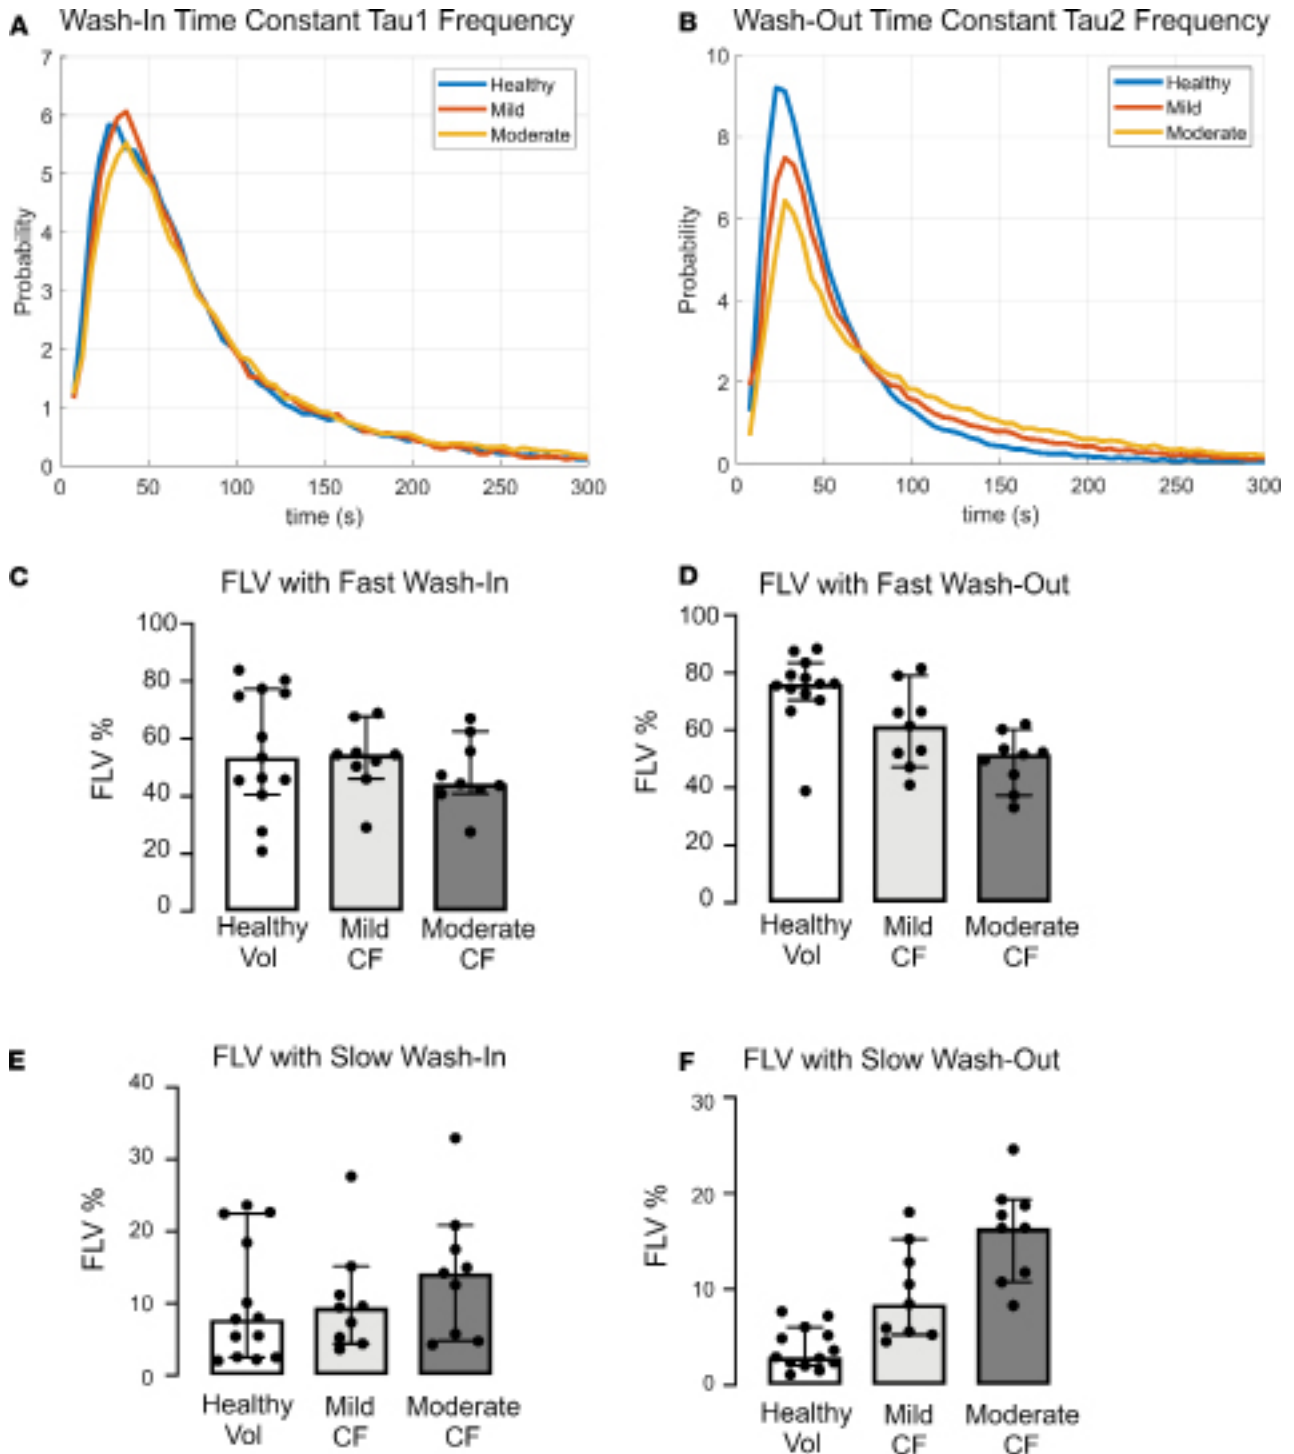 A Wash-In Time Constant Tau1 Frequency
7
6
5
4
3
2
1
0
Probability
Healthy
Mild
Moderate
0 50 100 150 200 250 300
time (s)
B Wash-Out Time Constant Tau2 Frequency
10
8
6
4
2
0
Probability
Healthy
Mild
Moderate
0 50 100 150 200 250 300
time (s)
C FLV with Fast Wash-In
100
80
60
40
20
0
FLV %
Healthy Mild Moderate
Vol CF CF
D FLV with Fast Wash-Out
100
80
60
40
20
0
FLV %
Healthy Mild Moderate
Vol CF CF
E FLV with Slow Wash-In
40
30
20
10
0
FLV %
Healthy Mild Moderate
Vol CF CF
F FLV with Slow Wash-Out
30
20
10
0
FLV %
Healthy Mild Moderate
Vol CF CF